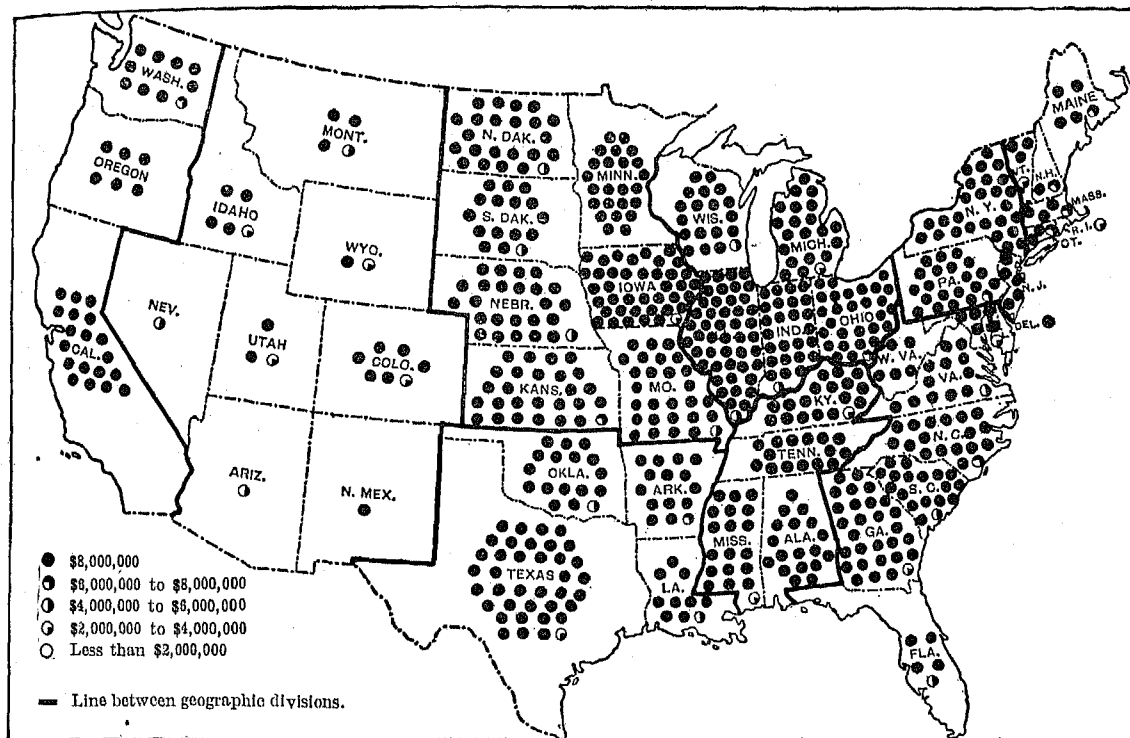 WASH.
MONT.
N. DAK.
MINN.
MAINE
OREGON
IDAHO
S. DAK.
WIS.
MICH.
N. Y.
VT.
N.H.
MASS.
R. I.
CT.
WYO.
NEBR.
IOWA
PA.
N. J.
NEV.
UTAH
COLO.
IND.
OHIO
DEL.
CAL.
KANS.
MO.
W. VA.
VA.
KY.
ARIZ.
N. MEX.
OKLA.
ARK.
TENN.
N. C.
S. C.
MISS.
ALA.
GA.
TEXAS
LA.
FLA.
$8,000,000
$6,000,000 to $8,000,000
$4,000,000 to $6,000,000
$2,000,000 to $4,000,000
Less than $2,000,000
Line between geographic divisions.